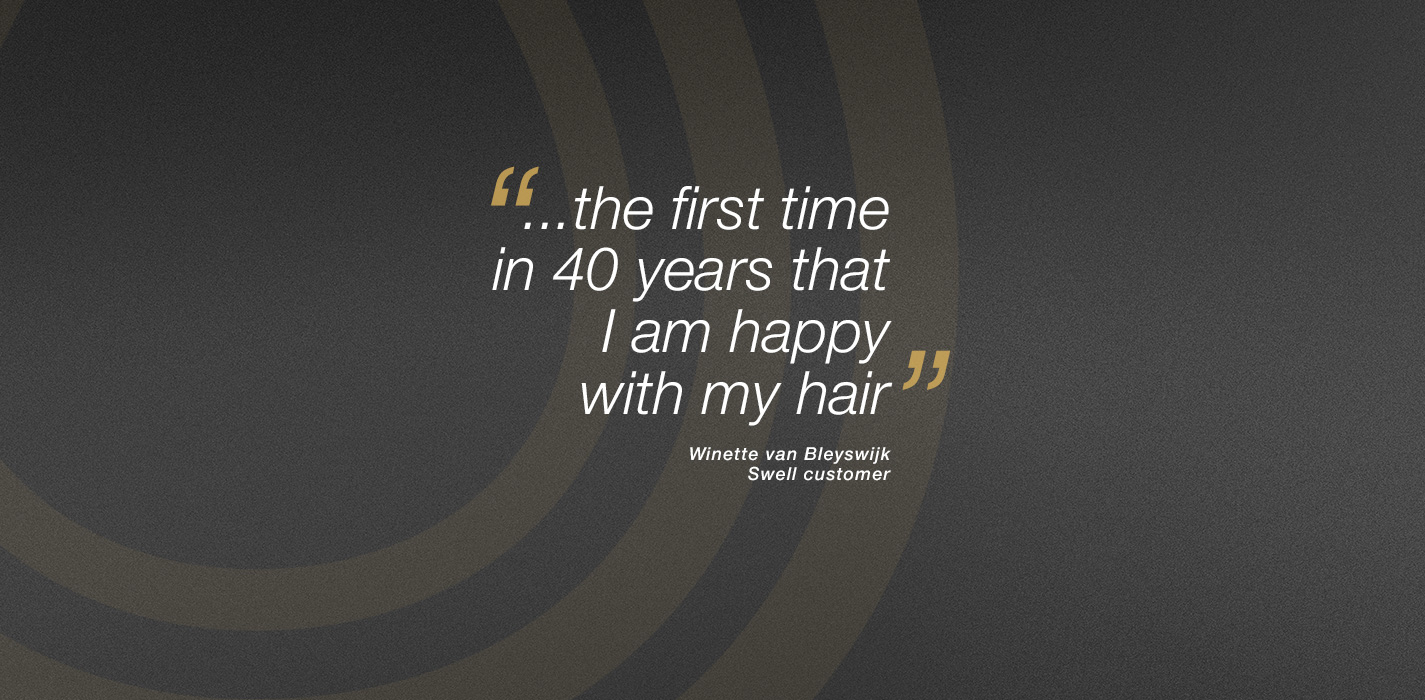 “...the first time
in 40 years that
I am happy
with my hair”
Winette van Bleyswijk
Swell customer